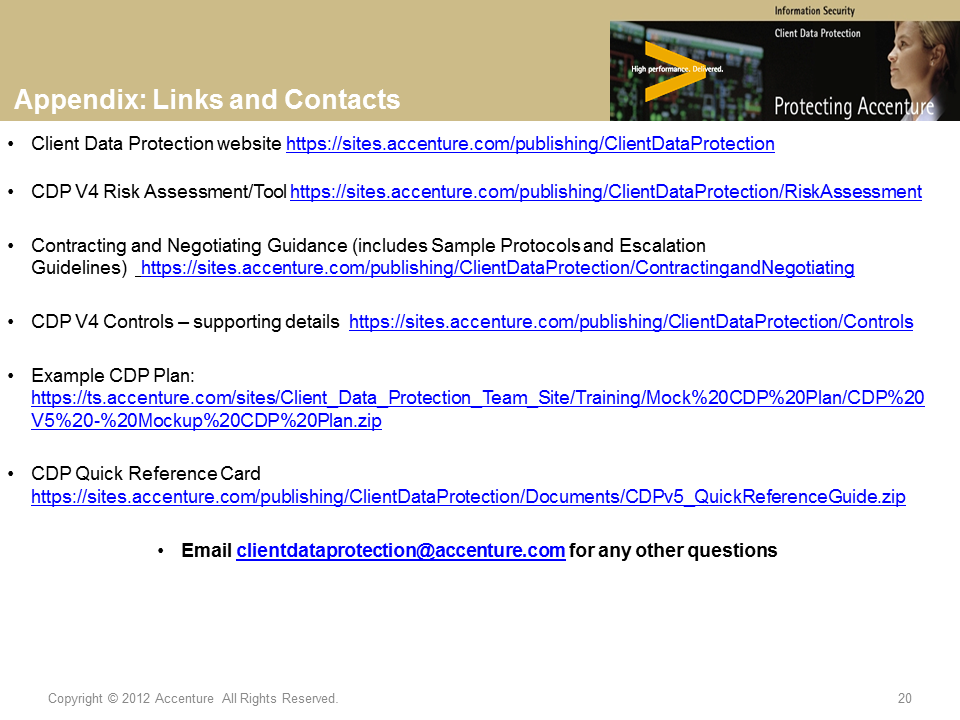 Information Security
Client Data Protection
High performance. Delivered.
Protecting Accenture
Appendix: Links and Contacts
• Client Data Protection website https://sites.accenture.com/publishing/ClientDataProtection
• CDP V4 Risk Assessment/Tool https://sites.accenture.com/publishing/ClientDataProtection/RiskAssessment
• Contracting and Negotiating Guidance (includes Sample Protocols and Escalation
Guidelines) https://sites.accenture.com/publishing/ClientDataProtection/ContractingandNegotiating
• CDP V4 Controls – supporting details https://sites.accenture.com/publishing/ClientDataProtection/Controls
• Example CDP Plan:
https://ts.accenture.com/sites/Client_Data_Protection_Team_Site/Training/Mock%20CDP%20Plan/CDP%20
V5%20-%20Mockup%20CDP%20Plan.zip
• CDP Quick Reference Card
https://sites.accenture.com/publishing/ClientDataProtection/Documents/CDPv5_QuickReferenceGuide.zip
• Email clientdataprotection@accenture.com for any other questions
Copyright © 2012 Accenture All Rights Reserved.
20